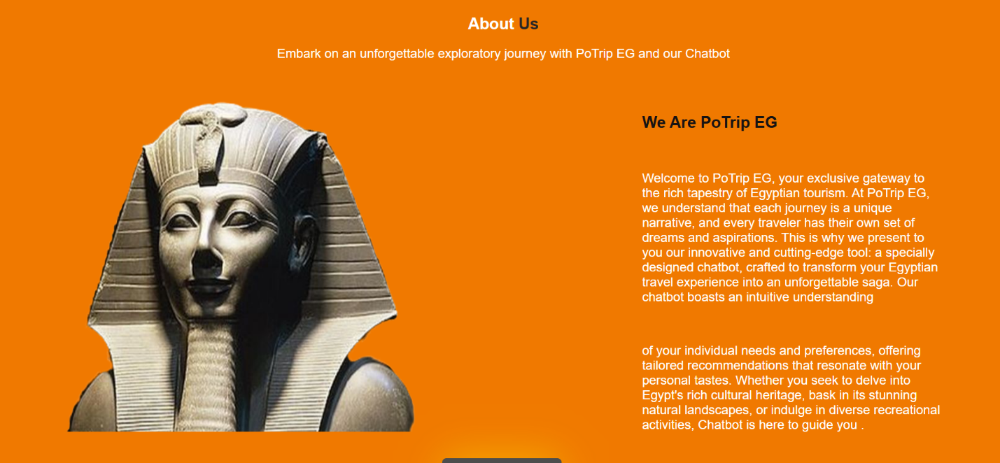 About Us
Embark on an unforgettable exploratory journey with PoTrip EG and our Chatbot
We Are PoTrip EG
Welcome to PoTrip EG, your exclusive gateway to
the rich tapestry of Egyptian tourism. At PoTrip EG,
we understand that each journey is a unique
narrative, and every traveler has their own set of
dreams and aspirations. This is why we present to
you our innovative and cutting-edge tool: a specially
designed chatbot, crafted to transform your Egyptian
travel experience into an unforgettable saga. Our
chatbot boasts an intuitive understanding
of your individual needs and preferences, offering
tailored recommendations that resonate with your
personal tastes. Whether you seek to delve into
Egypt's rich cultural heritage, bask in its stunning
natural landscapes, or indulge in diverse recreational
activities, Chatbot is here to guide you .